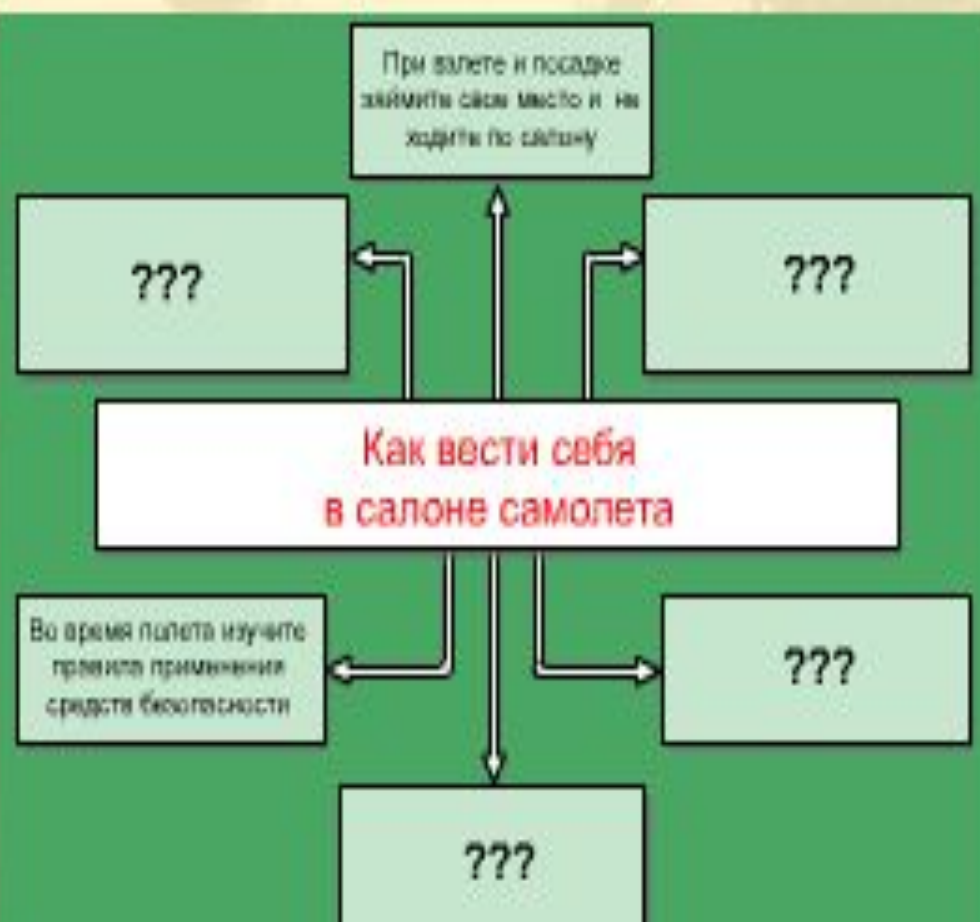 При взлете и посадке
займите свое место и не
ходите по салону
???
???
Как вести себя
в салоне самолета
Во время полета изучите
правила применения
средств безопасности
???
???